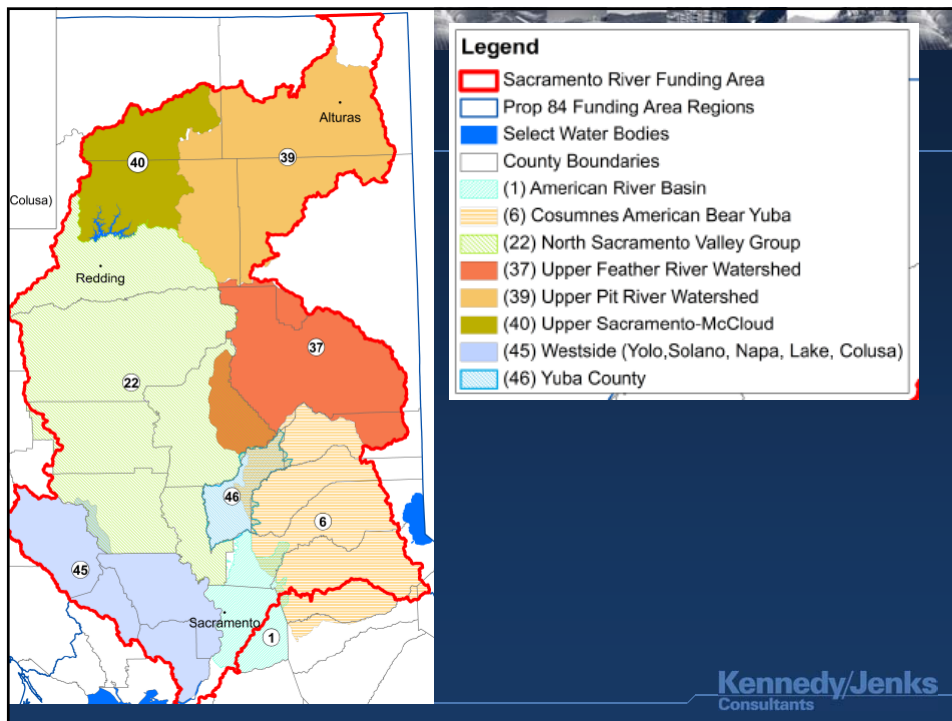 Alturas
40
39
Colusa)
Redding
37
22
46
6
45
Sacramento
1
Legend
Sacramento River Funding Area
Prop 84 Funding Area Regions
Select Water Bodies
County Boundaries
(1) American River Basin
(6) Cosumnes American Bear Yuba
(22) North Sacramento Valley Group
(37) Upper Feather River Watershed
(39) Upper Pit River Watershed
(40) Upper Sacramento-McCloud
(45) Westside (Yolo,Solano, Napa, Lake, Colusa)
(46) Yuba County
Kennedy/Jenks
Consultants